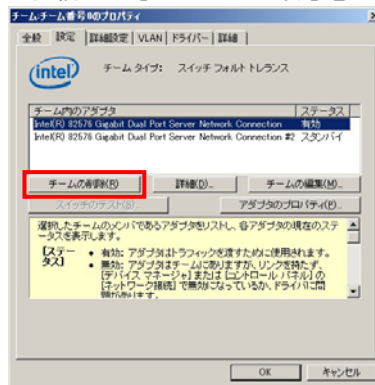 チーム:チーム番号0のプロパティ
全般 設定 詳細設定 VLAN ドライバー 詳細
intel チーム タイプ: スイッチ フォルト トレランス
チーム内のアダプタ ステータス
Intel(R) 82576 Gigabit Dual Port Server Network Connection 有効
Intel(R) 82576 Gigabit Dual Port Server Network Connection #2 スタンバイ
チームの削除(R) 詳細(D)... チームの編集(M)...
スイッチのテスト(S)... アダプタのプロパティ(P)...
選択したチームのメンバであるアダプタをリストし、各アダプタの現在のステ
ータスを表示します。
[ステー
タス]
• 有効: アダプタはトラフィックを渡すために使用されます。
• 無効: アダプタはチームにありますが、リンクを持たず、
[デバイス マネージャ] または [コントロール パネル] の
[ネットワーク接続] で無効になっているか、ドライバに問
題があります。
OK キャンセル